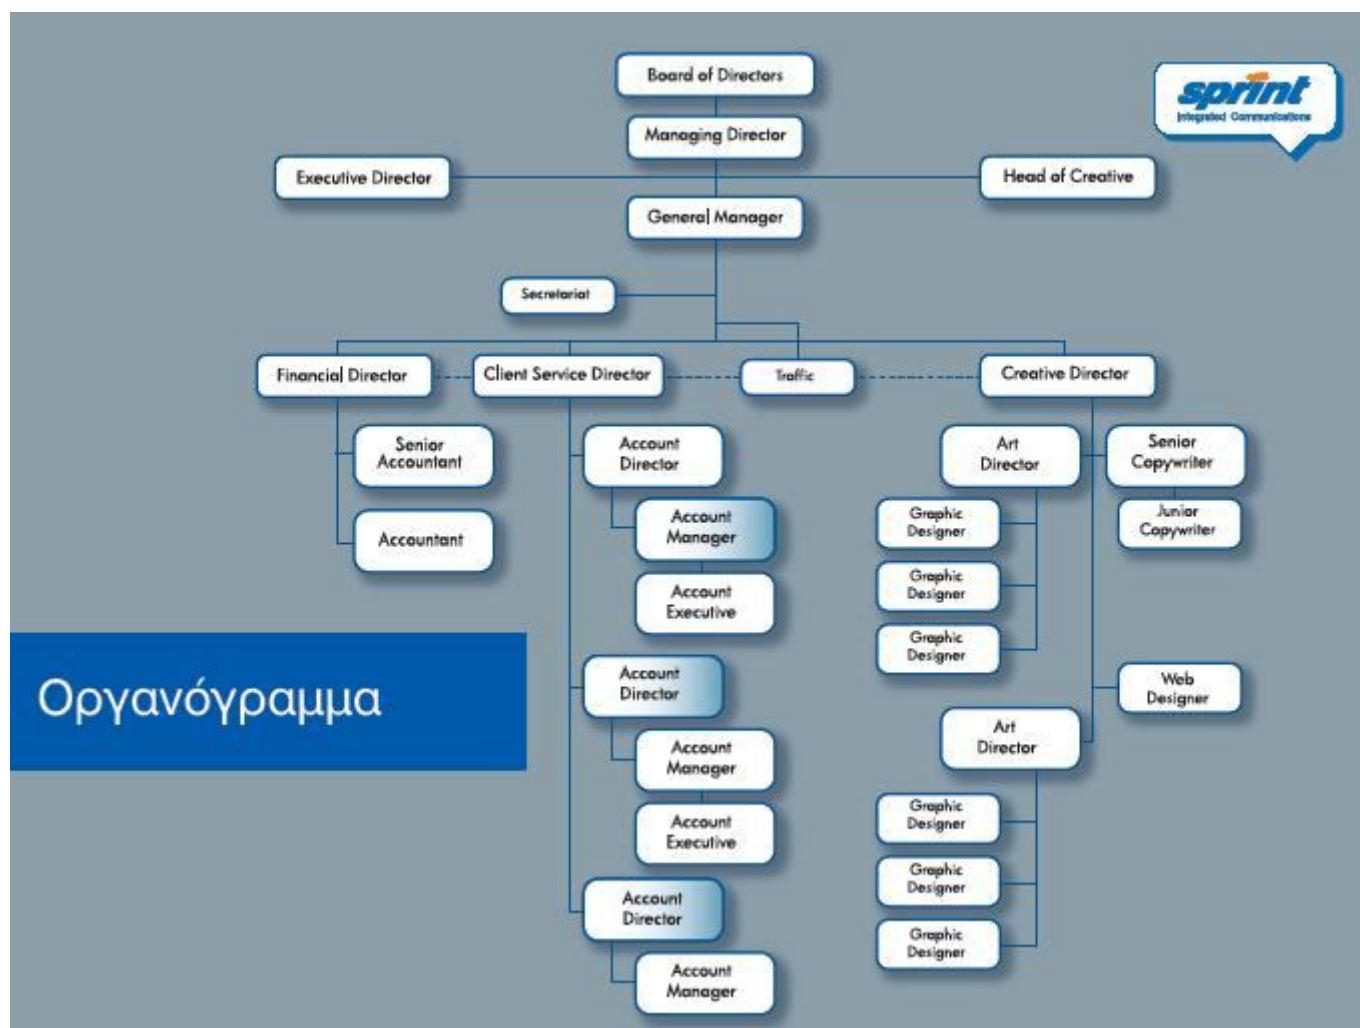 Board of Directors
sprint
Integrated Communications
Managing Director
Executive Director
Head of Creative
General Manager
Secretariat
Financial Director
Client Service Director
Traffic
Creative Director
Senior
Accountant
Accountant
Account
Director
Account
Manager
Account
Executive
Account
Director
Account
Manager
Account
Executive
Account
Director
Account
Manager
Art
Director
Graphic
Designer
Graphic
Designer
Graphic
Designer
Senior
Copywriter
Junior
Copywriter
Web
Designer
Art
Director
Graphic
Designer
Graphic
Designer
Graphic
Designer
Οργανόγραμμα